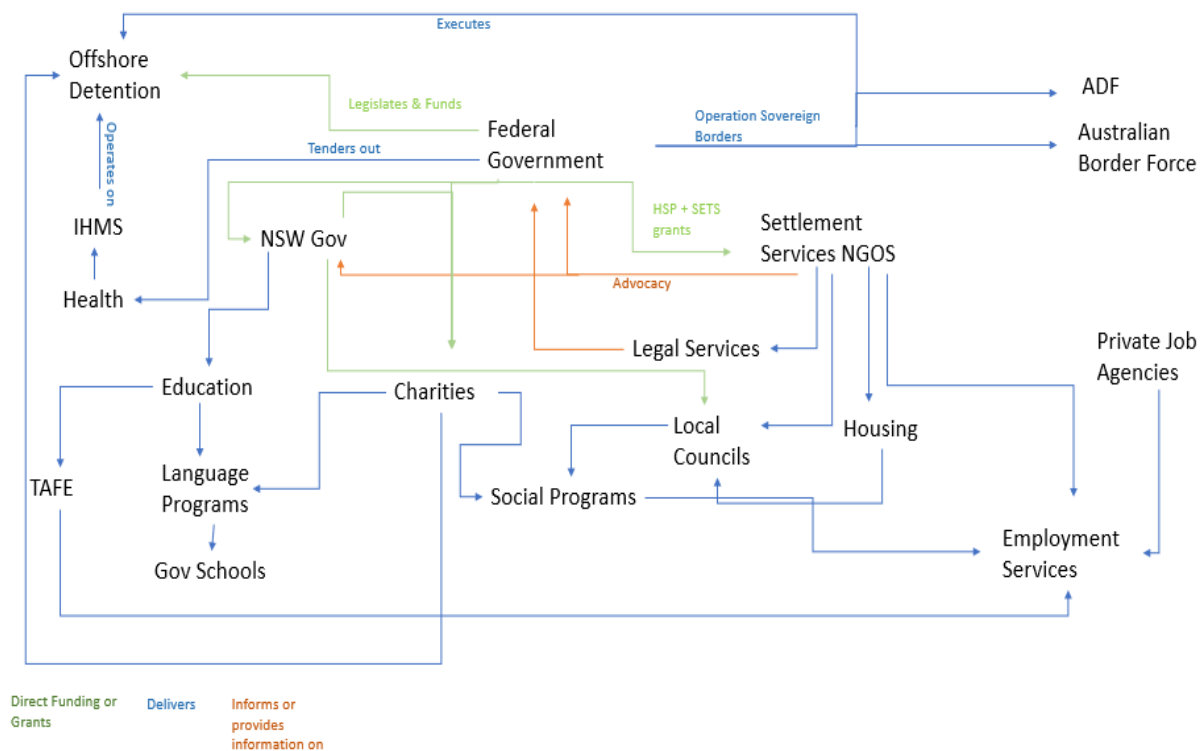 Executes
Offshore
Detention
ADF
Legislates & Funds
Operation Sovereign
Borders
Federal
Government
Australian
Border Force
Operates on
Tenders out
IHMS
NSW Gov
HSP + SETS
grants
Settlement
Services NGOS
Health
Advocacy
Legal Services
Private Job
Agencies
Education
Charities
Local
Councils
Housing
TAFE
Language
Programs
Social Programs
Employment
Services
Gov Schools
Direct Funding or
Grants
Delivers
Informs or
provides
information on